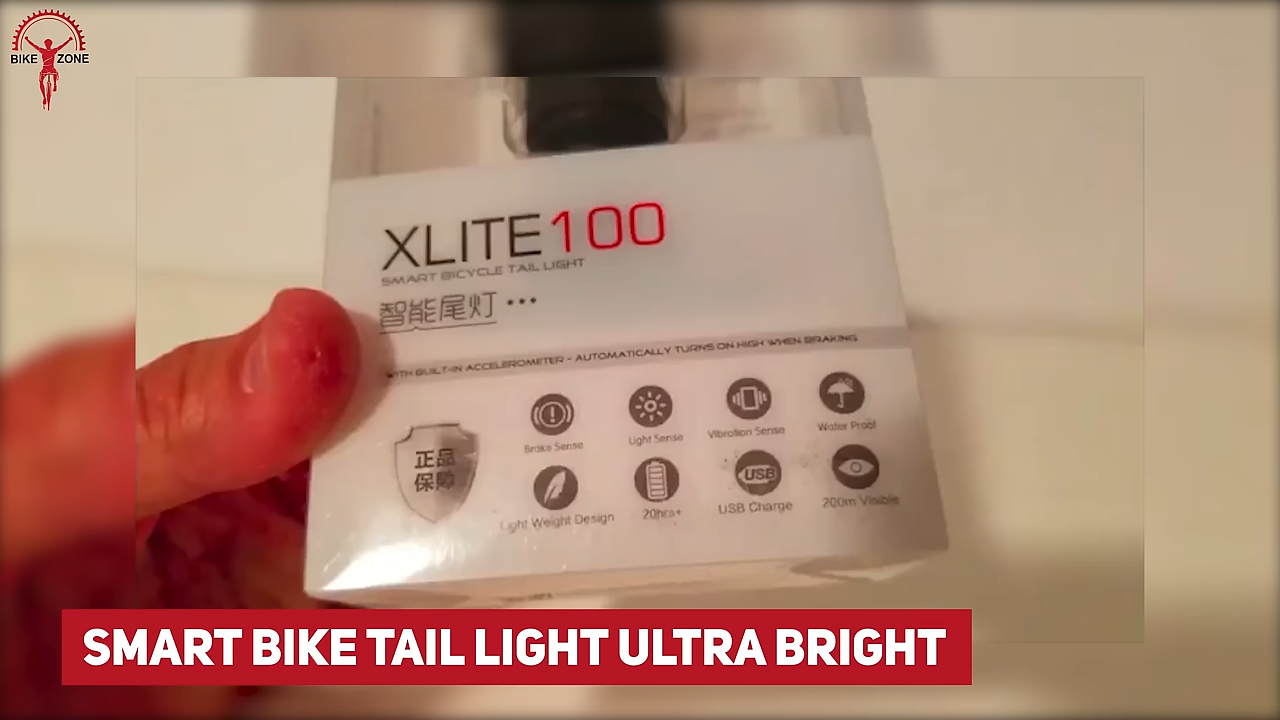 BIKE ZONE
XLITE100
SMART BICYCLE TAIL LIGHT
智能尾灯 •••
WITH BUILT-IN ACCELEROMETER - AUTOMATICALLY TURNS ON HIGH WHEN BRAKING
正品
保障
Brake Sense
Light Sense
Vibration Sense
Water Proof
USB
Light Weight Design
20hrs+
USB Charge
200m Visible
SMART BIKE TAIL LIGHT ULTRA BRIGHT